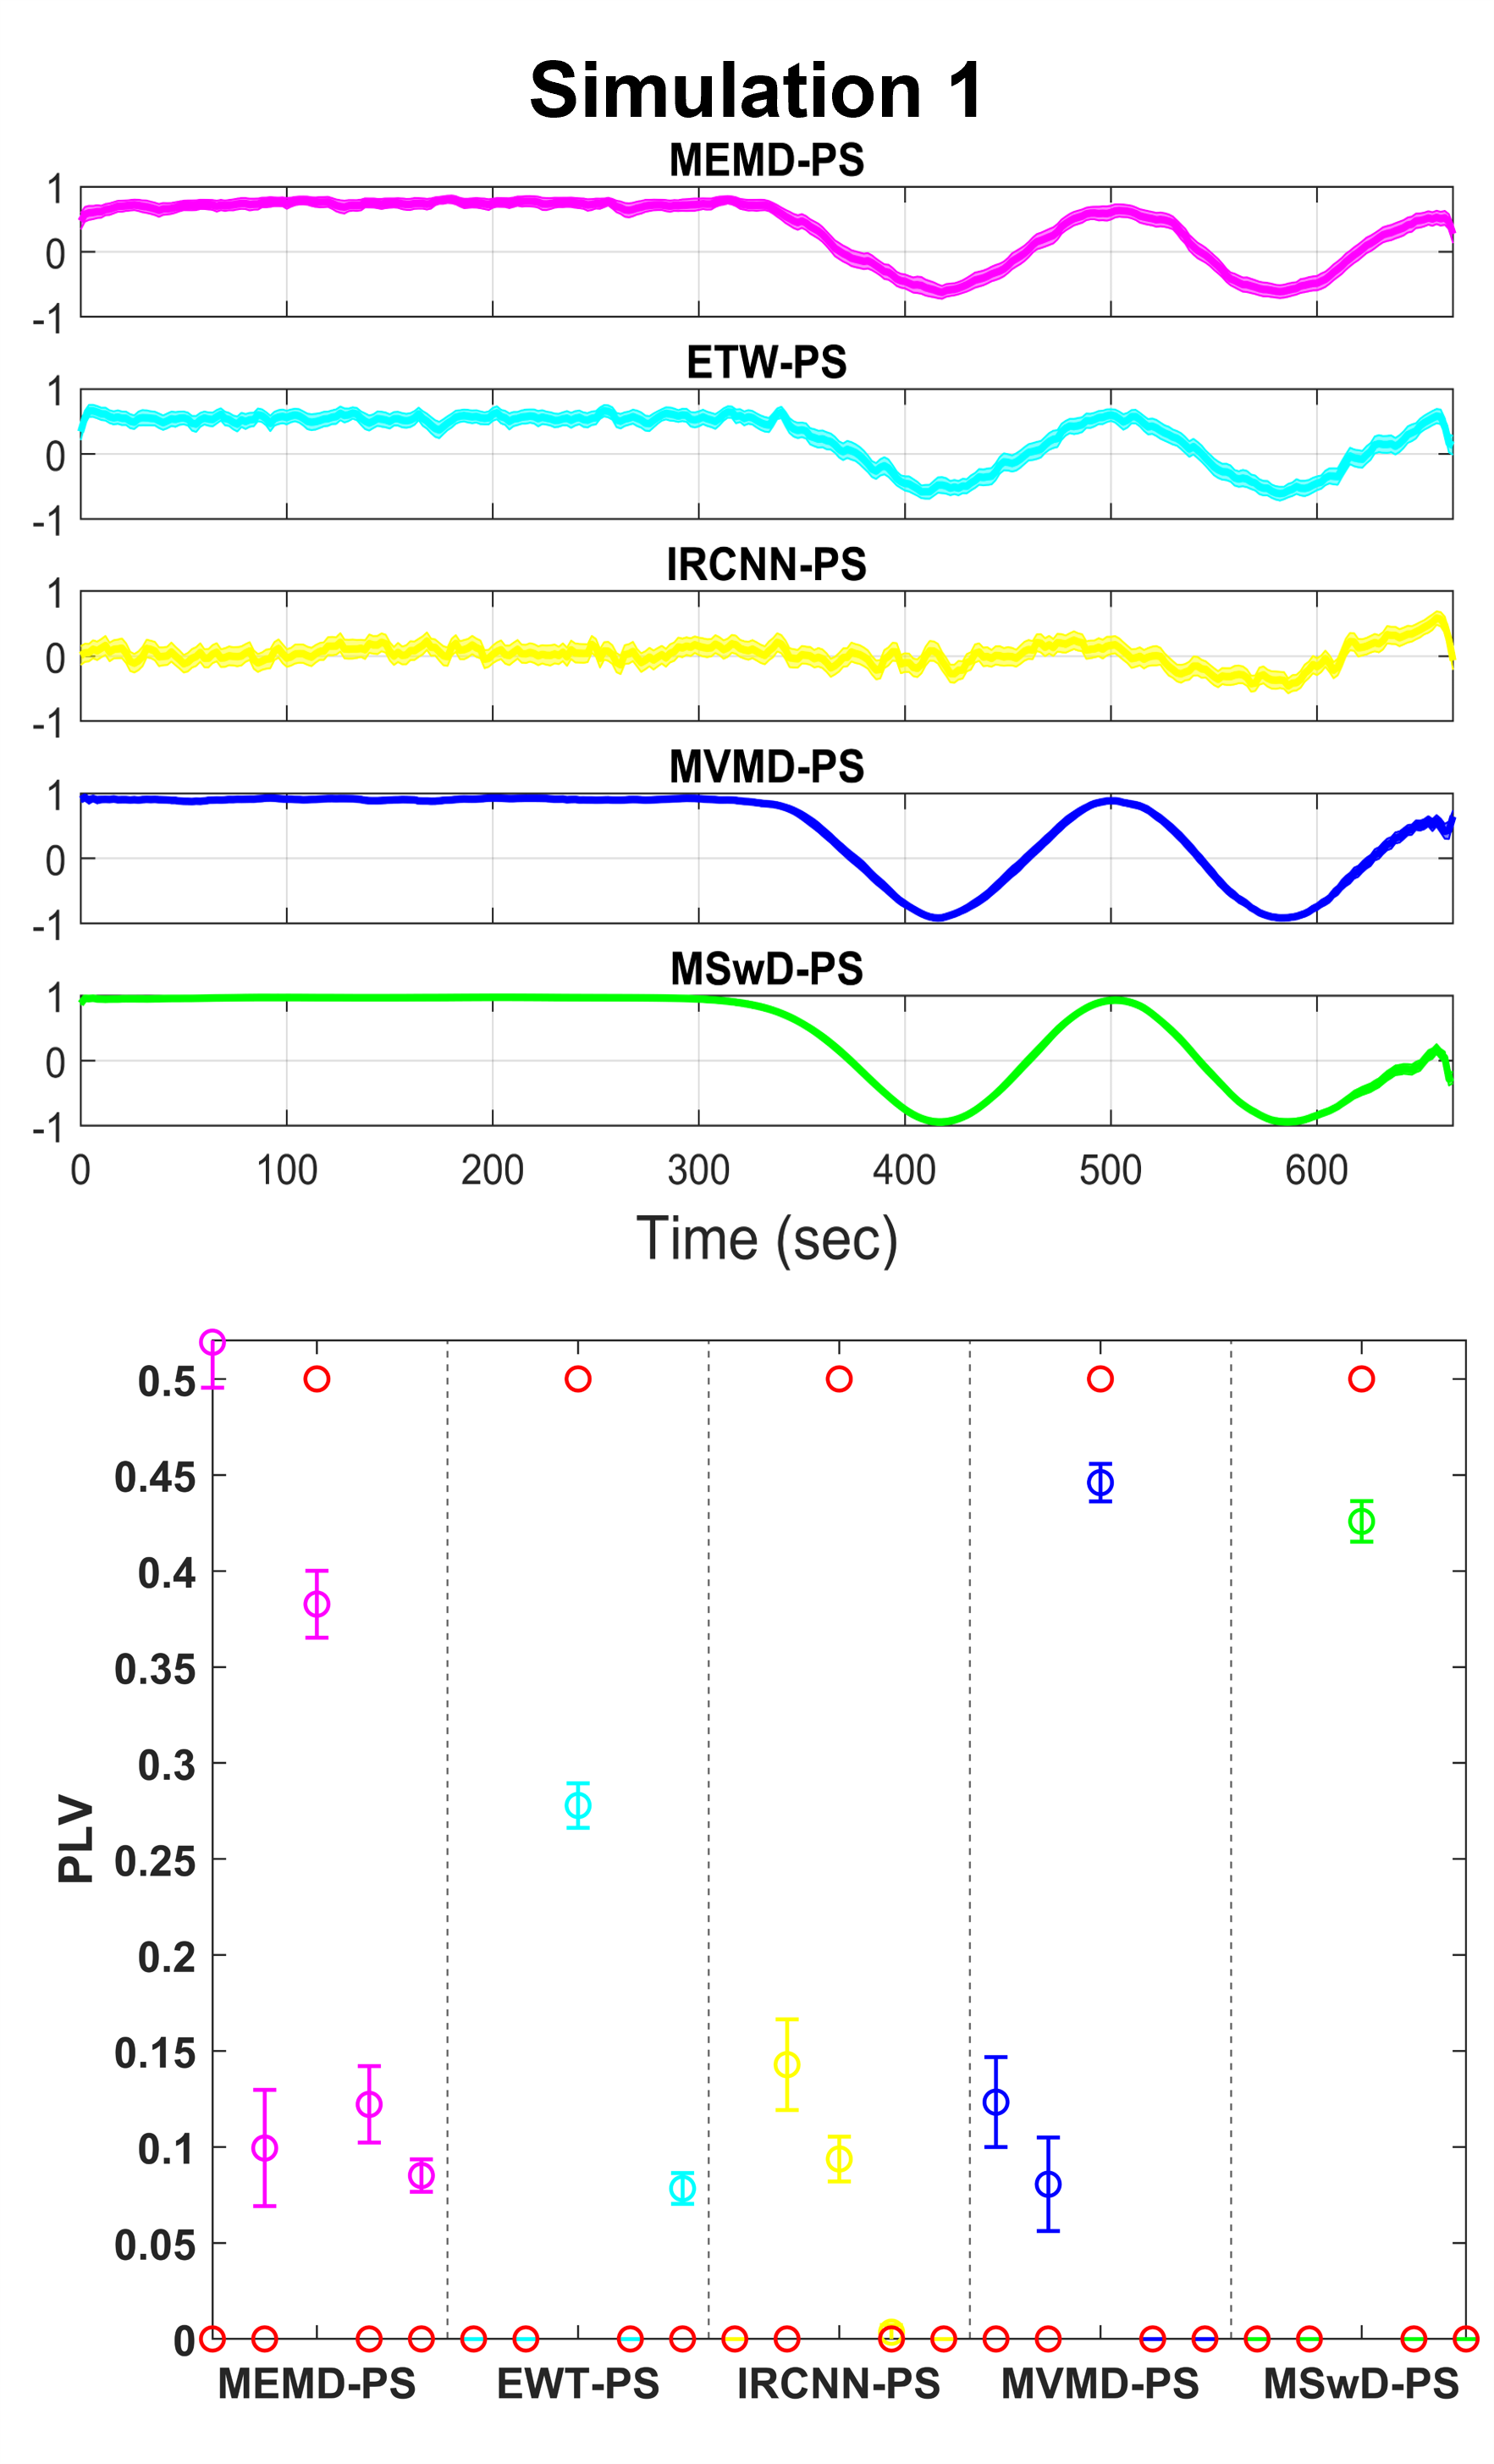 Simulation 1
MEMD-PS
1
0
-1
ETW-PS
1
0
-1
IRCNN-PS
1
0
-1
MVMD-PS
1
0
-1
MSwD-PS
1
0
-1
0 100 200 300 400 500 600
Time (sec)
0.5
0.45
0.4
0.35
0.3
0.25
0.2
0.15
0.1
0.05
0
PLV
MEMD-PS EWT-PS IRCNN-PS MVMD-PS MSwD-PS